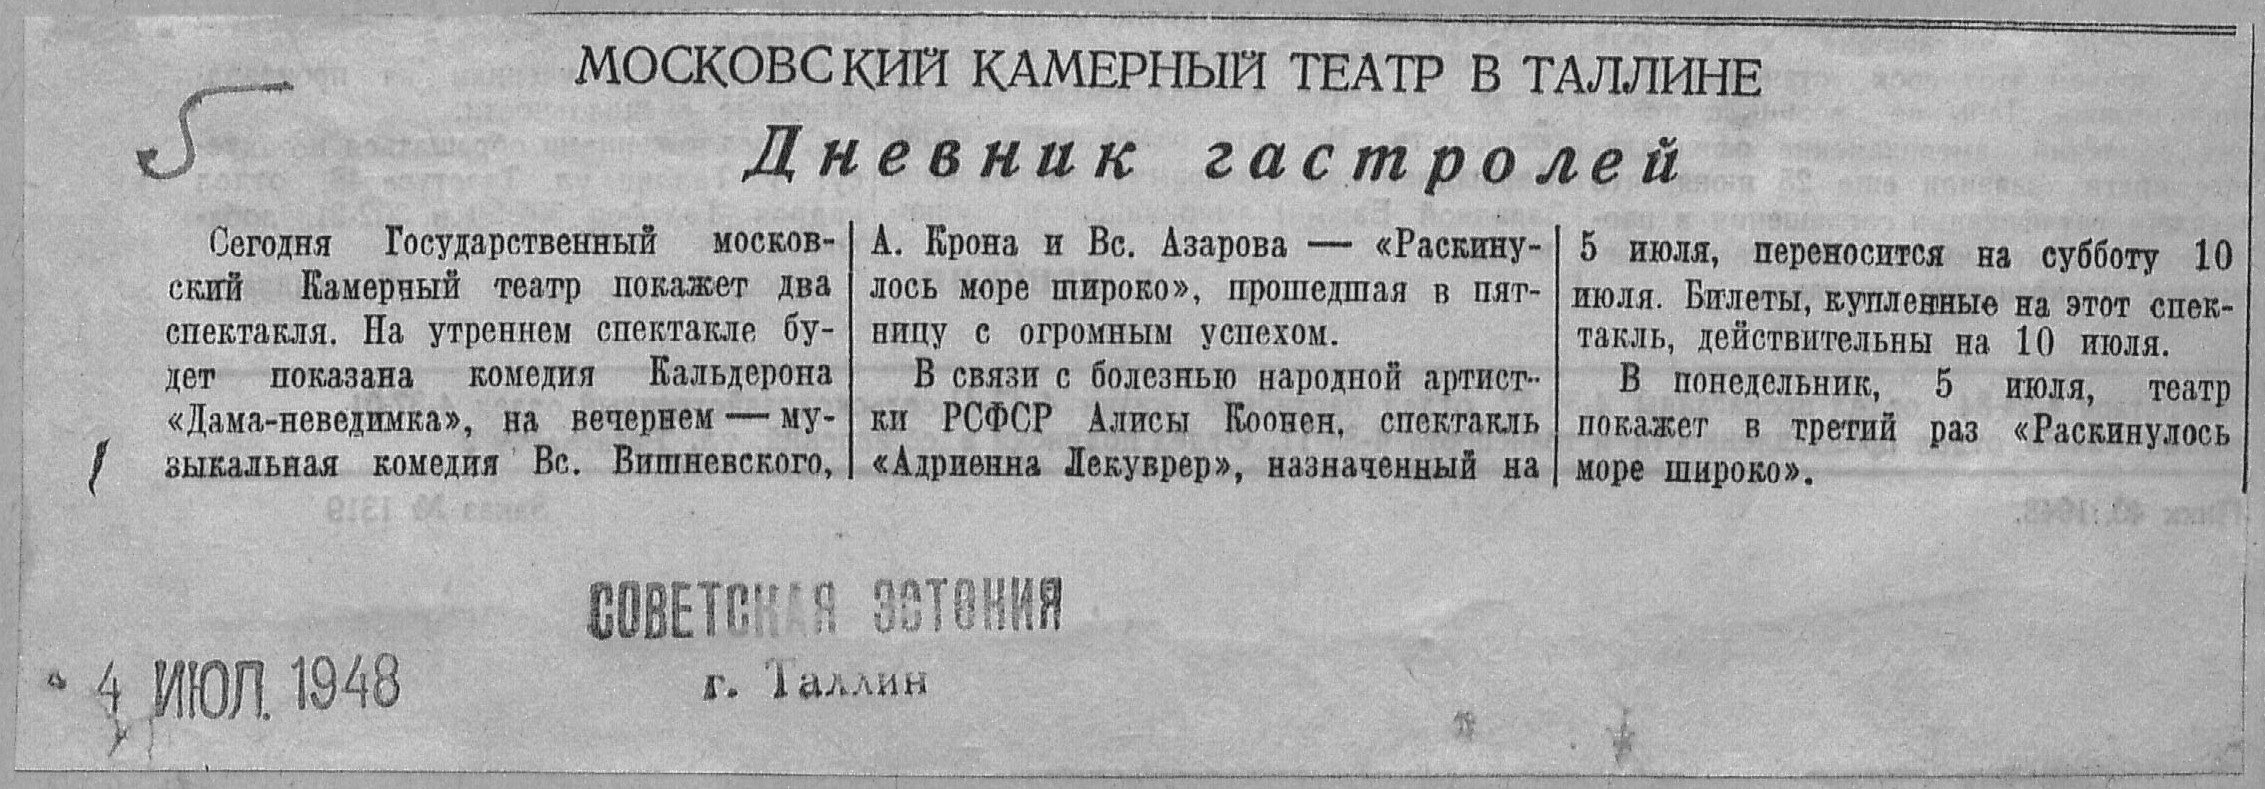 МОСКОВСКИЙ КАМЕРНЫЙ ТЕАТР В ТАЛЛИНЕ
Дневник гастролей
Сегодня Государственный москов-
ский Камерный театр покажет два
спектакля. На утреннем спектакле бу-
дет показана комедия Кальдерона
«Дама-неведимка», на вечернем — му-
зыкальная комедия Вс. Вишневского,
А. Крона и Вс. Азарова — «Раскину-
лось море широко», прошедшая в пят-
ницу с огромным успехом.
В связи с болезнью народной артист-
ки РСФСР Алисы Коонен, спектакль
«Адриенна Лекуврер», назначенный на
5 июля, переносится на субботу 10
июля. Билеты, купленные на этот спек-
такль, действительны на 10 июля.
В понедельник, 5 июля, театр
покажет в третий раз «Раскинулось
море широко».
СОВЕТСКАЯ ЭСТОНИЯ
г. Таллин
4 ИЮЛ. 1948
Заказ № 1319